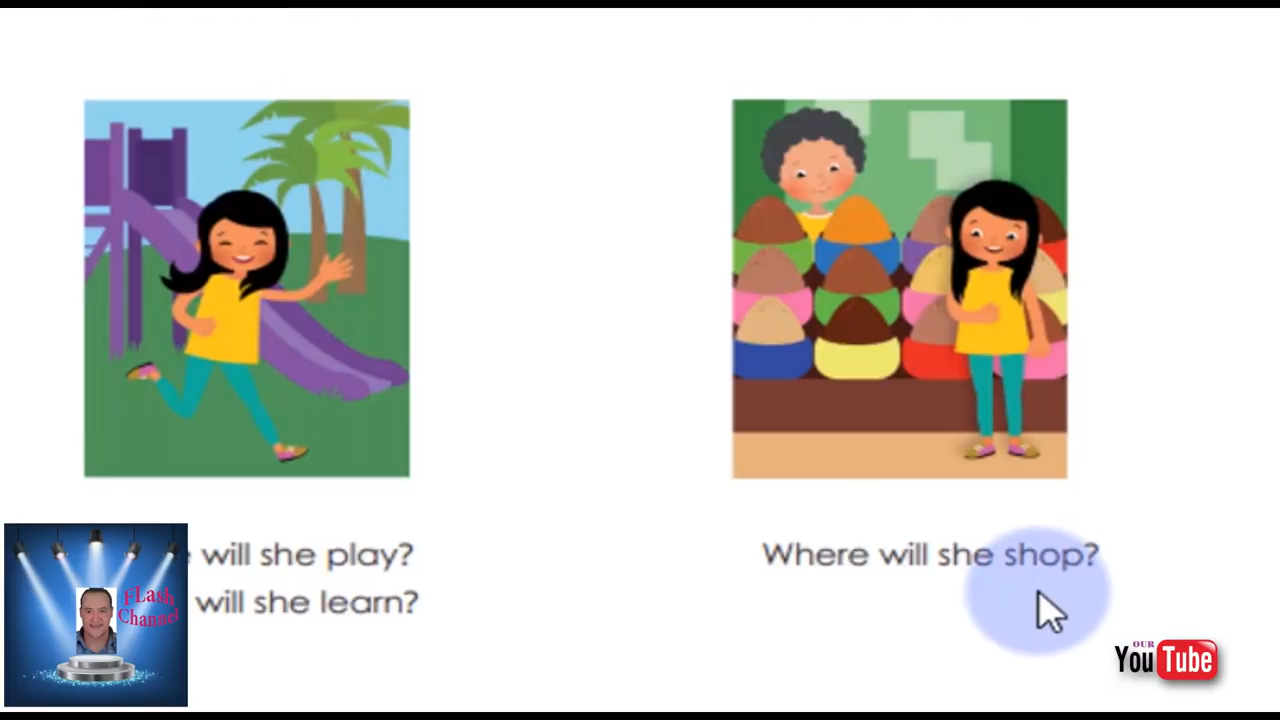 will she play?
will she learn?
Where will she shop?
FLash
Channel
OUR
YouTube